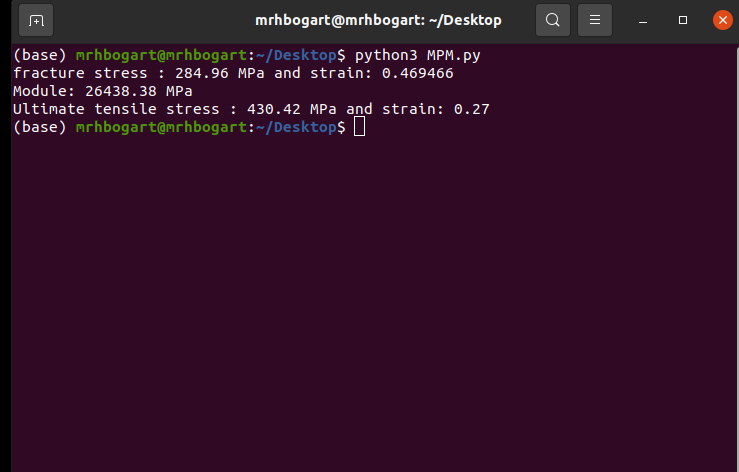 mrhbogart@mrhbogart: ~/Desktop
(base) mrhbogart@mrhbogart:~/Desktop$ python3 MPM.py
fracture stress : 284.96 MPa and strain: 0.469466
Module: 26438.38 MPa
Ultimate tensile stress : 430.42 MPa and strain: 0.27
(base) mrhbogart@mrhbogart:~/Desktop$